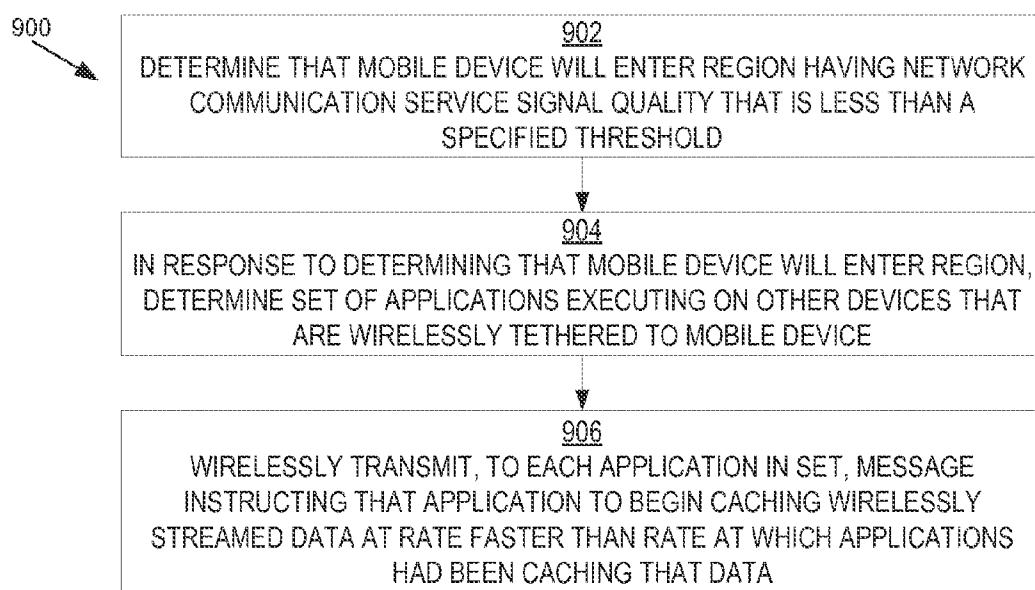 900
902
DETERMINE THAT MOBILE DEVICE WILL ENTER REGION HAVING NETWORK
COMMUNICATION SERVICE SIGNAL QUALITY THAT IS LESS THAN A
SPECIFIED THRESHOLD
904
IN RESPONSE TO DETERMINING THAT MOBILE DEVICE WILL ENTER REGION,
DETERMINE SET OF APPLICATIONS EXECUTING ON OTHER DEVICES THAT
ARE WIRELESSLY TETHERED TO MOBILE DEVICE
906
WIRELESSLY TRANSMIT, TO EACH APPLICATION IN SET, MESSAGE
INSTRUCTING THAT APPLICATION TO BEGIN CACHING WIRELESSLY
STREAMED DATA AT RATE FASTER THAN RATE AT WHICH APPLICATIONS
HAD BEEN CACHING THAT DATA